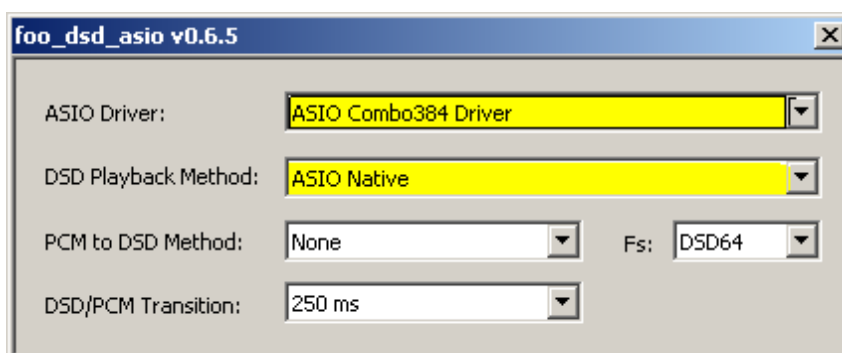 foo_dsd_asio v0.6.5
ASIO Driver: ASIO Combo384 Driver
DSD Playback Method: ASIO Native
PCM to DSD Method: None Fs: DSD64
DSD/PCM Transition: 250 ms